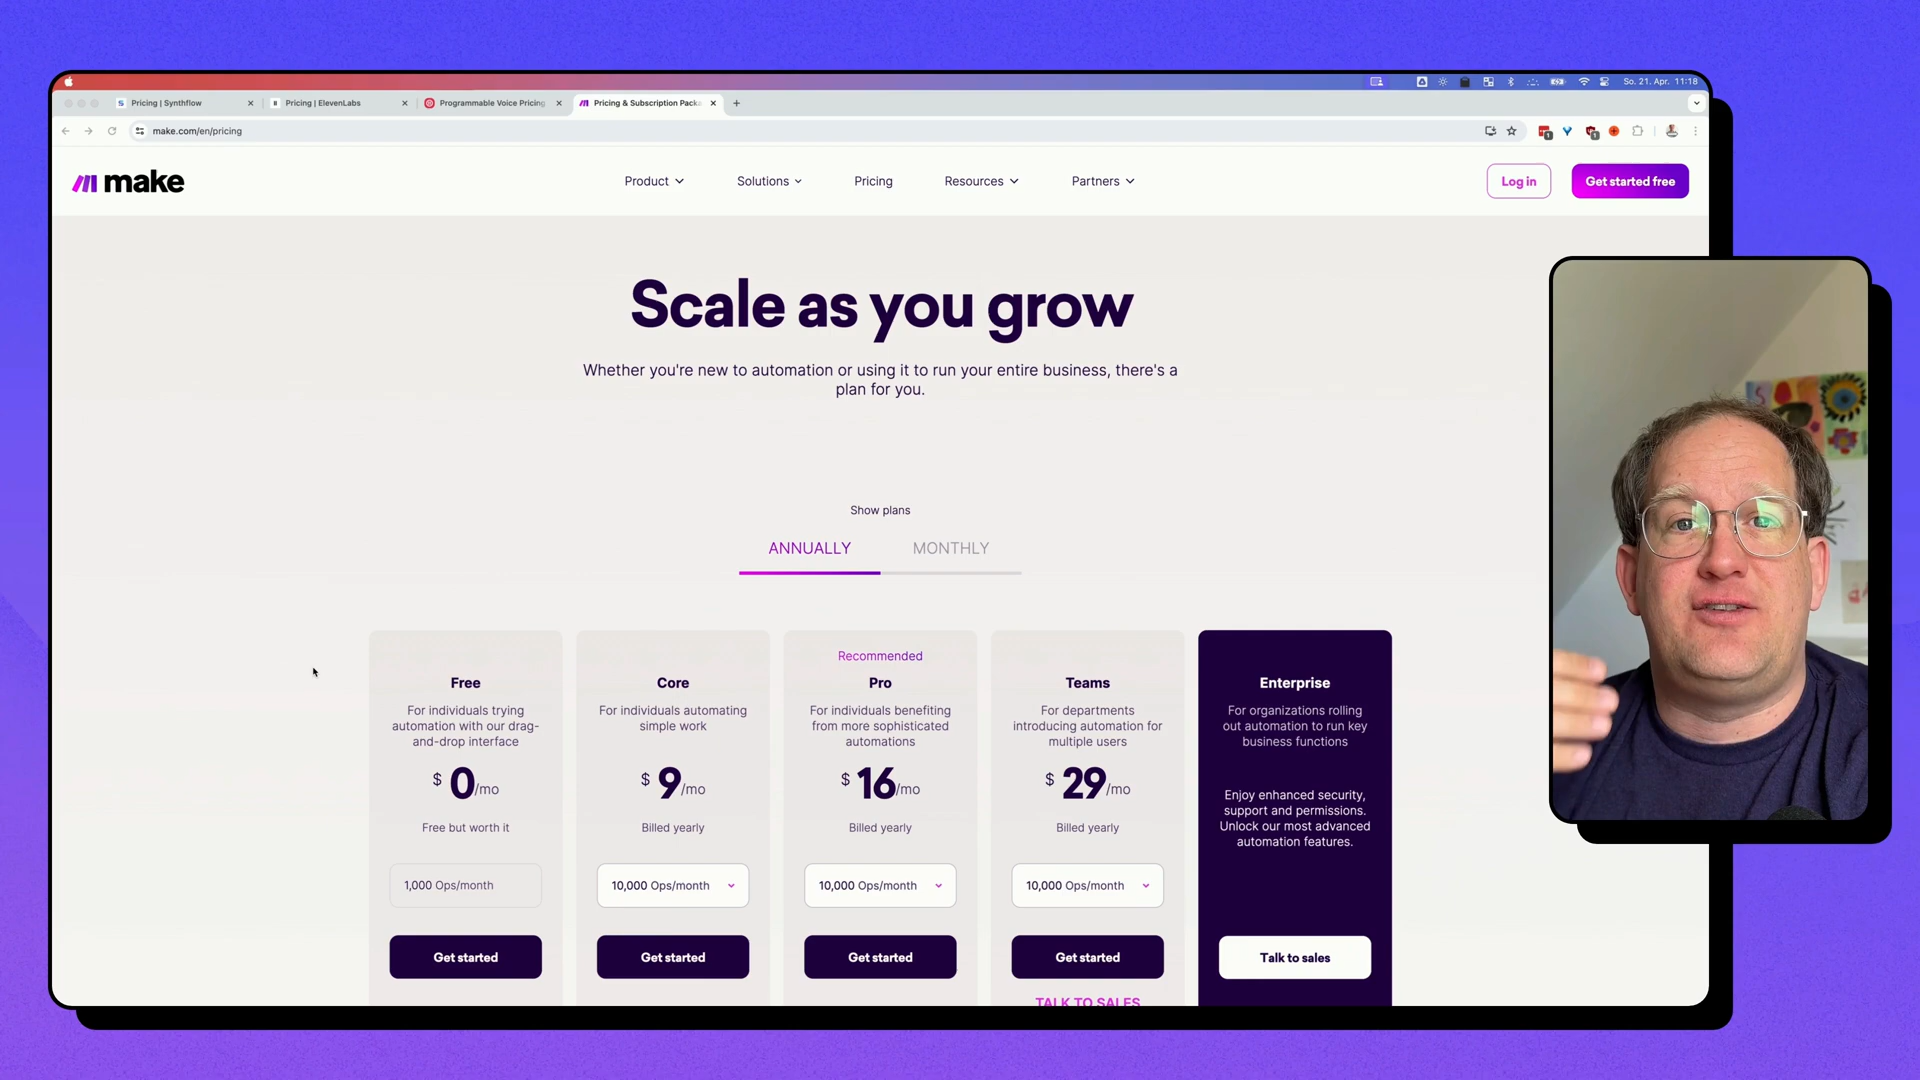 So. 21. Apr. 11:18
Pricing | Synthflow
Pricing | ElevenLabs
Programmable Voice Pricing
Pricing & Subscription Packa
make.com/en/pricing
make
Product
Solutions
Pricing
Resources
Partners
Log in
Get started free
Scale as you grow
Whether you're new to automation or using it to run your entire business, there's a
plan for you.
Show plans
ANNUALLY
MONTHLY
Free
For individuals trying
automation with our drag-
and-drop interface
$ 0/mo
Free but worth it
1,000 Ops/month
Get started
Core
For individuals automating
simple work
$ 9/mo
Billed yearly
10,000 Ops/month
Get started
Recommended
Pro
For individuals benefiting
from more sophisticated
automations
$ 16/mo
Billed yearly
10,000 Ops/month
Get started
Teams
For departments
introducing automation for
multiple users
$ 29/mo
Billed yearly
10,000 Ops/month
Get started
TALK TO SALES
Enterprise
For organizations rolling
out automation to run key
business functions
Enjoy enhanced security,
support and permissions.
Unlock our most advanced
automation features.
Talk to sales